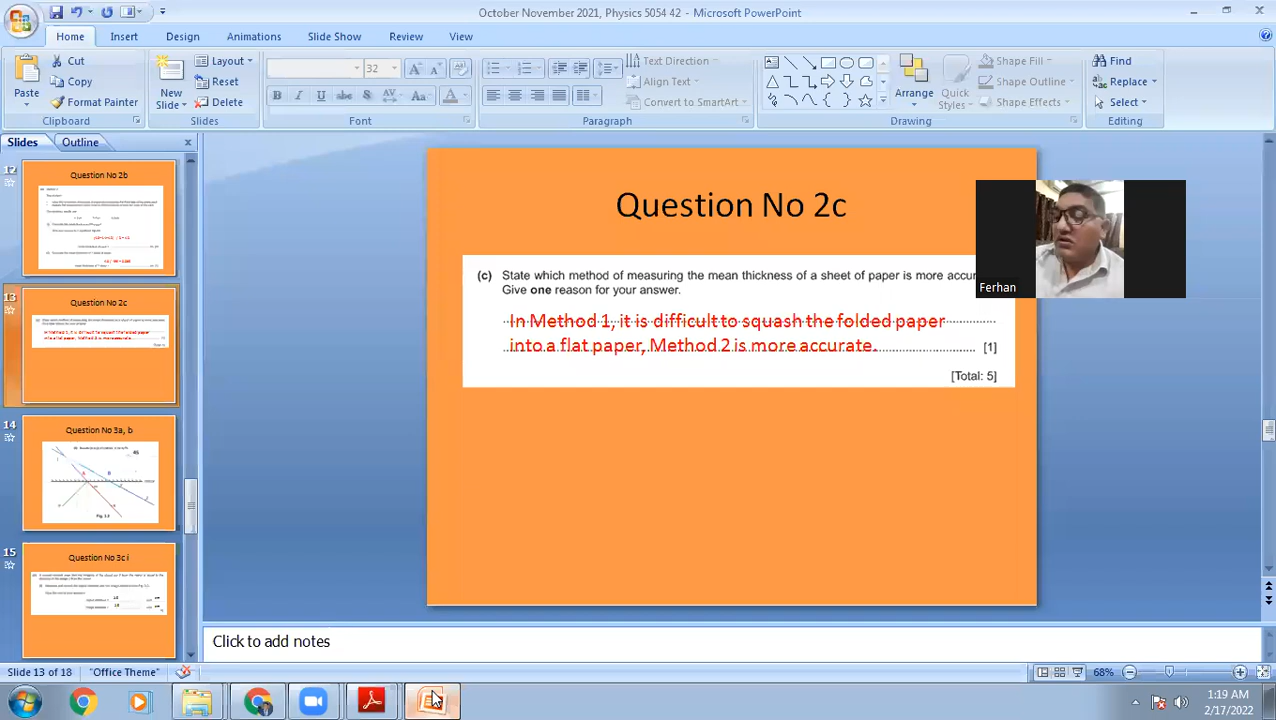 October November 2021, Physics 5054 42 - Microsoft PowerPoint
Home Insert Design Animations Slide Show Review View
Cut
Copy
Format Painter
Paste
Clipboard
New Slide
Layout
Reset
Delete
Slides
32
Font
Text Direction
Align Text
Convert to SmartArt
Paragraph
Arrange
Quick Styles
Shape Fill
Shape Outline
Shape Effects
Drawing
Find
Replace
Select
Editing
Slides Outline
12
Question No 2b
13
Question No 2c
14
Question No 3a, b
15
Question No 3c i
Question No 2c
(c) State which method of measuring the mean thickness of a sheet of paper is more accur
Give one reason for your answer.
Method 1, it is difficult to the folded paper
into a flat paper, Method 2 is more accurate.
[1]
[Total: 5]
Ferhan
Click to add notes
Slide 13 of 18 "Office Theme" 68%
1:19 AM
2/17/2022